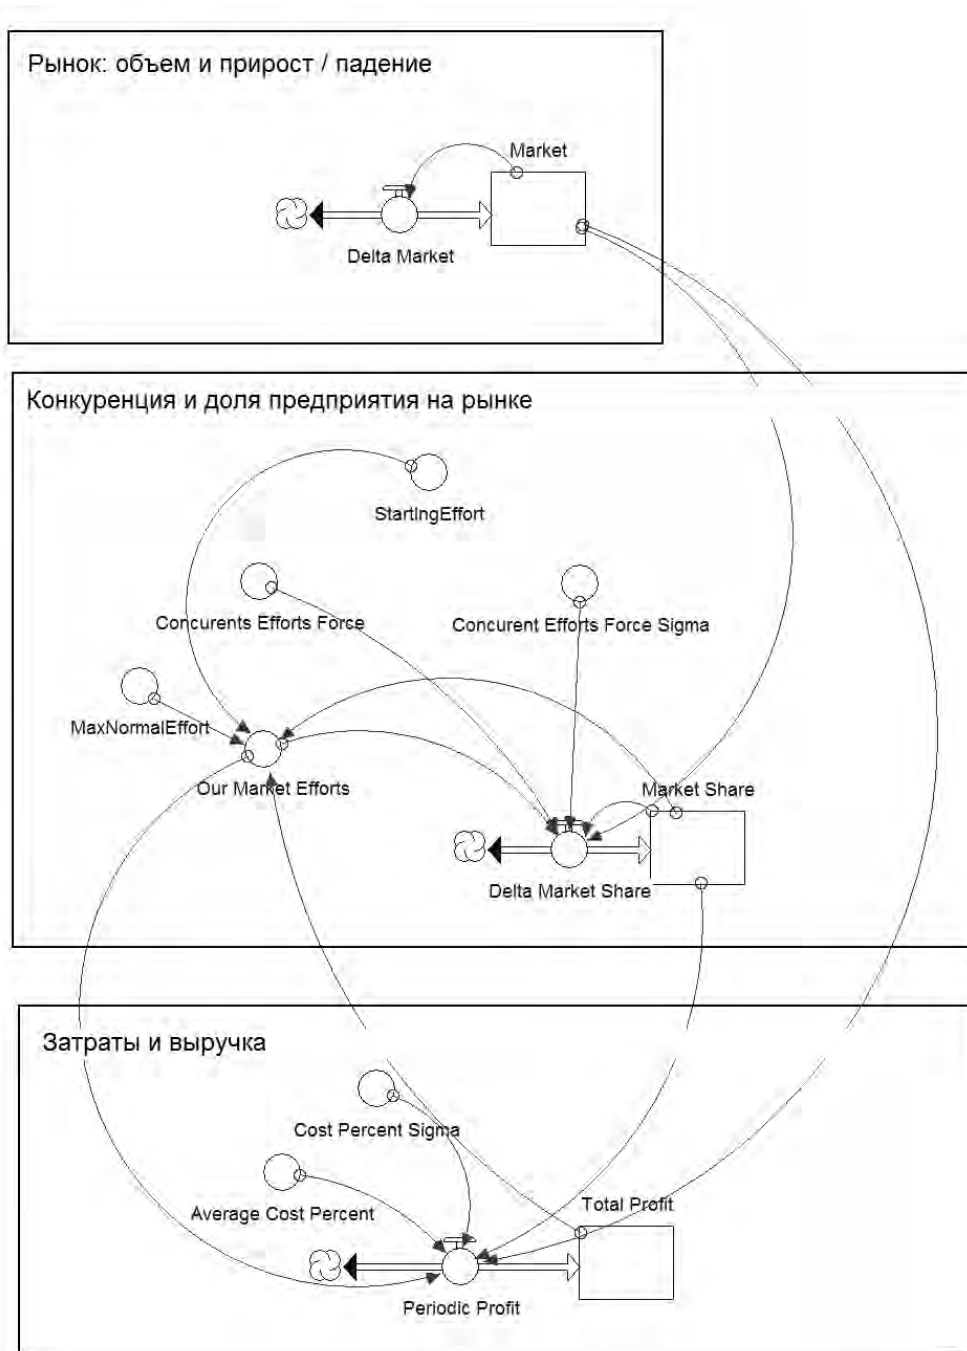 Рынок: объем и прирост / падение
Market
Delta Market
Конкуренция и доля предприятия на рынке
StartingEffort
Concurents Efforts Force
Concurent Efforts Force Sigma
MaxNormalEffort
Our Market Efforts
Market Share
Delta Market Share
Затраты и выручка
Cost Percent Sigma
Average Cost Percent
Total Profit
Periodic Profit